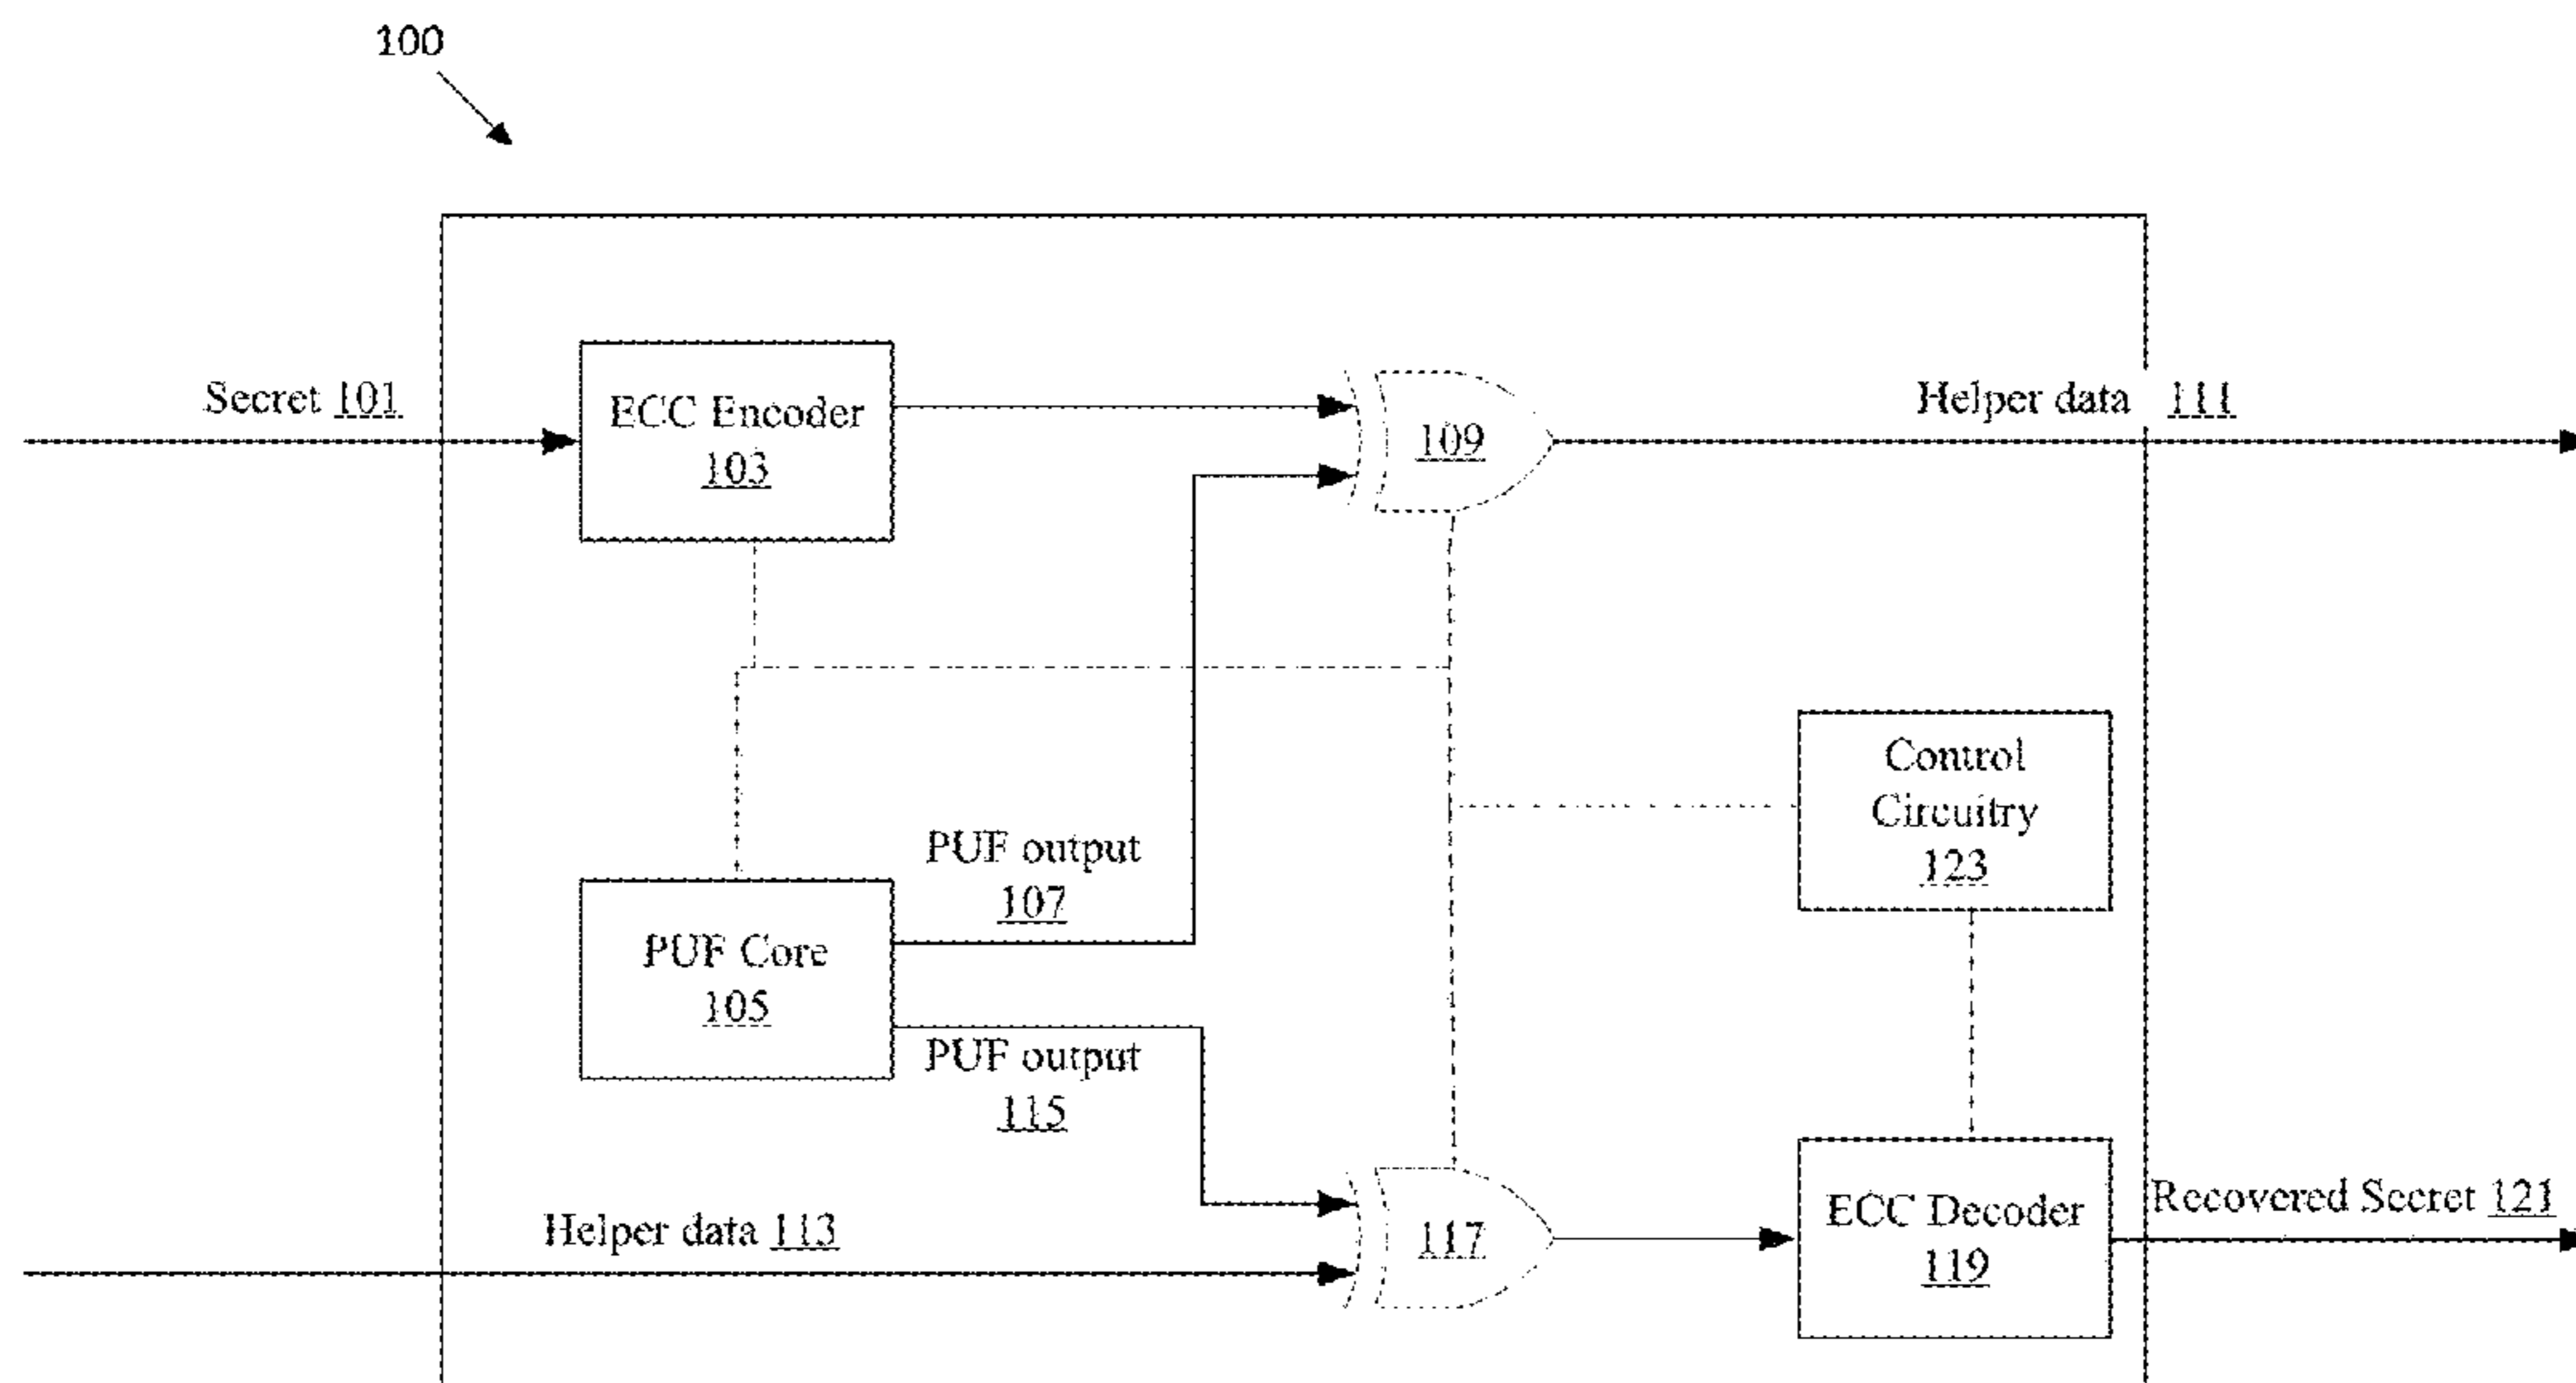 100
Secret 101
ECC Encoder
103
109
Helper data 111
Control
Circuitry
123
PUF output
107
PUF Core
105
PUF output
115
Helper data 113
117
ECC Decoder
119
Recovered Secret 121